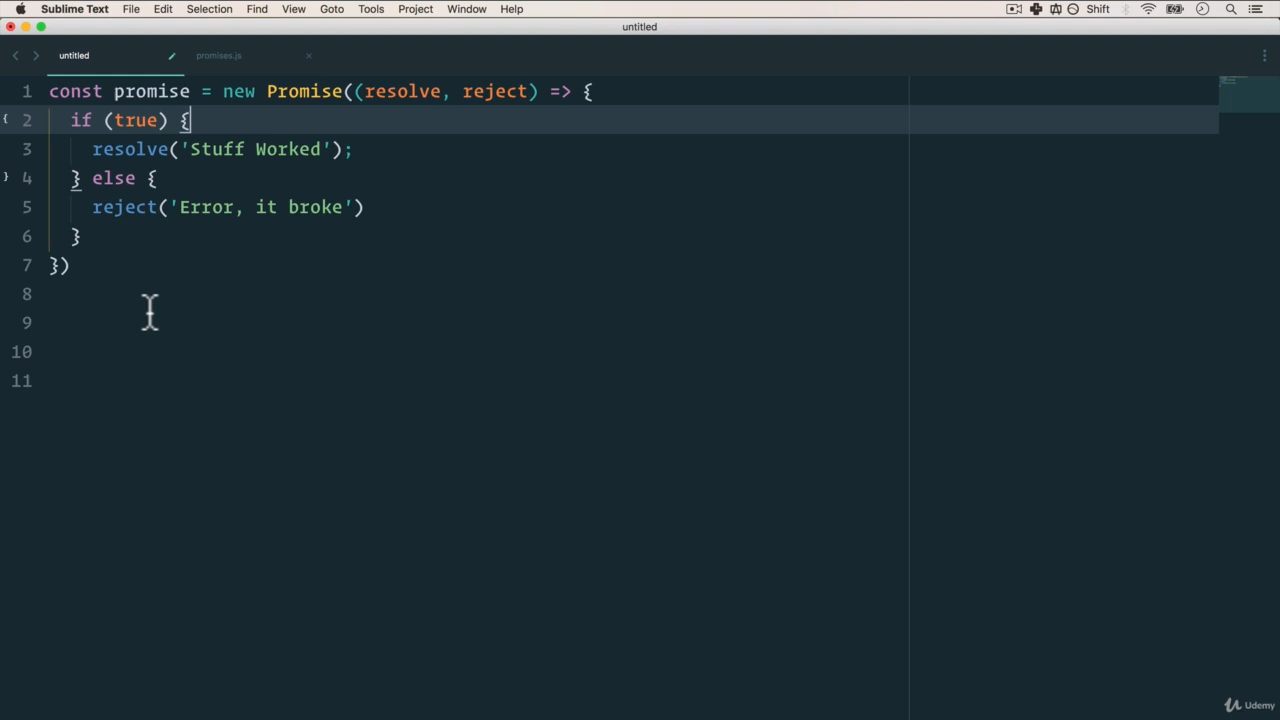 Sublime Text File Edit Selection Find View Goto Tools Project Window Help Shift
untitled
untitled promises.js
1 const promise = new Promise((resolve, reject) => {
2 if (true) {
3 resolve('Stuff Worked');
4 } else {
5 reject('Error, it broke')
6 }
7 })
8
9
10
11
Udemy